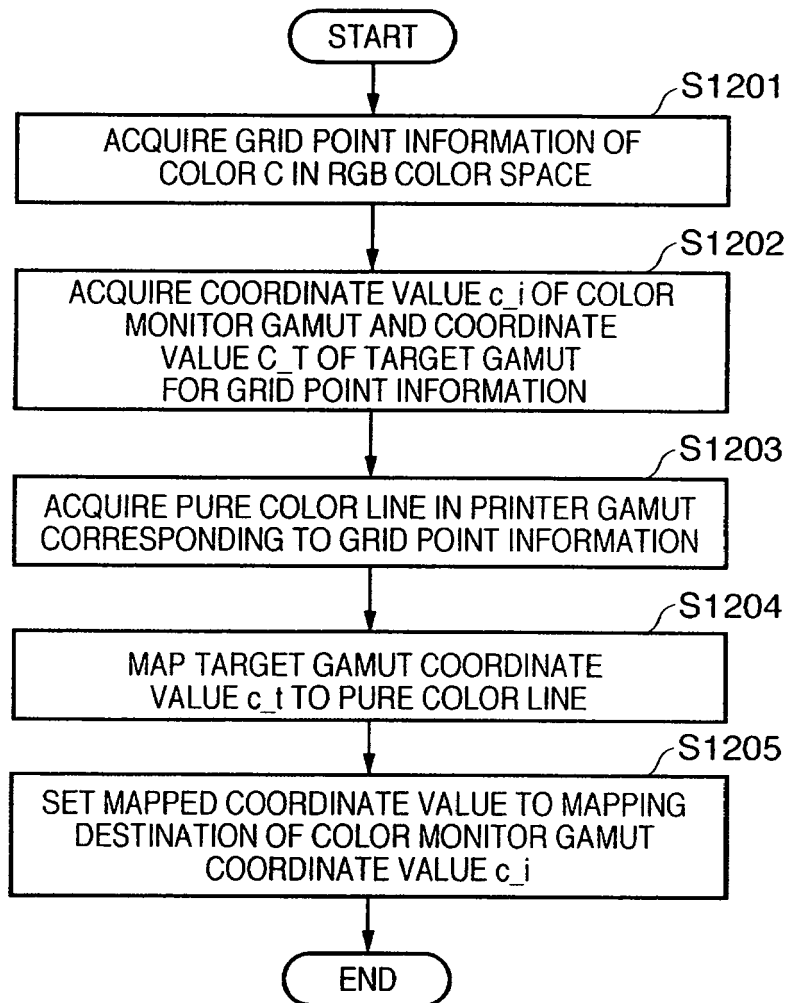 START
S1201
ACQUIRE GRID POINT INFORMATION OF
COLOR C IN RGB COLOR SPACE
S1202
ACQUIRE COORDINATE VALUE c_i OF COLOR
MONITOR GAMUT AND COORDINATE
VALUE C_T OF TARGET GAMUT
FOR GRID POINT INFORMATION
S1203
ACQUIRE PURE COLOR LINE IN PRINTER GAMUT
CORRESPONDING TO GRID POINT INFORMATION
S1204
MAP TARGET GAMUT COORDINATE
VALUE c_t TO PURE COLOR LINE
S1205
SET MAPPED COORDINATE VALUE TO MAPPING
DESTINATION OF COLOR MONITOR GAMUT
COORDINATE VALUE c_i
END